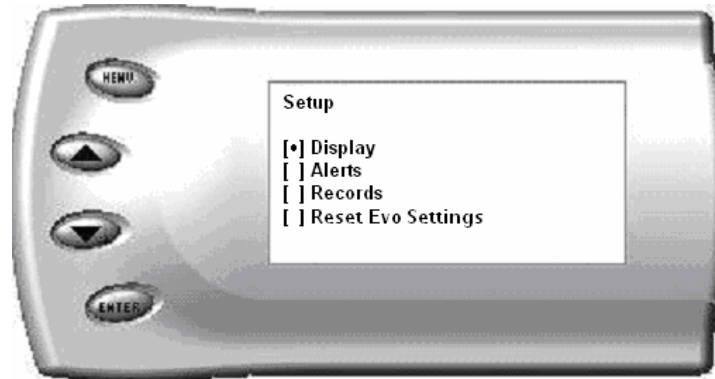 MENU
Setup
[•] Display
[ ] Alerts
[ ] Records
[ ] Reset Evo Settings
ENTER